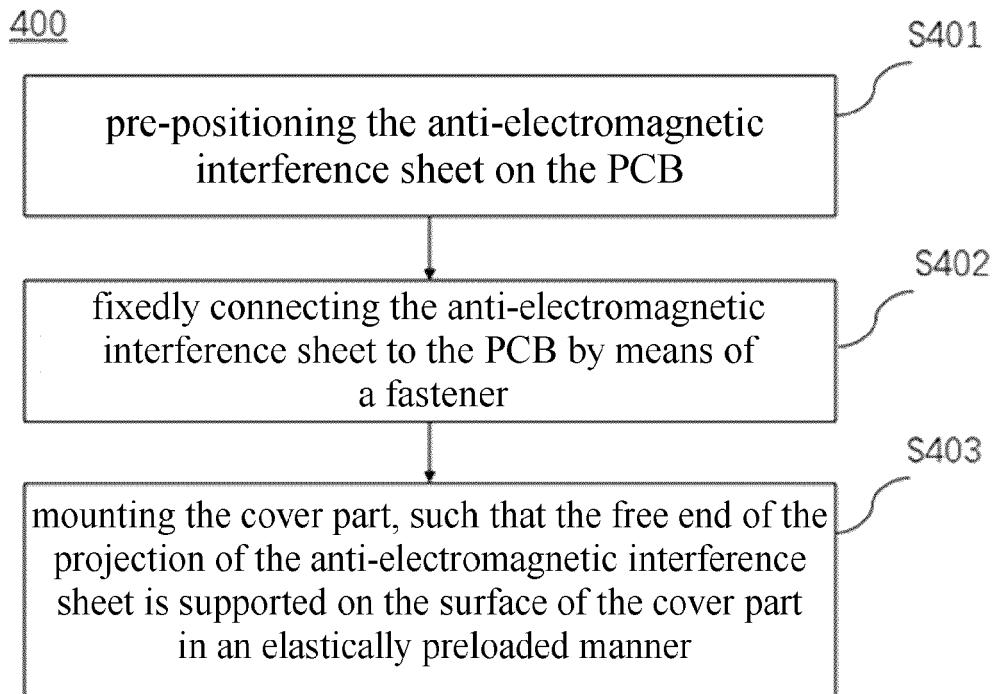 400
S401
pre-positioning the anti-electromagnetic
interference sheet on the PCB
S402
fixedly connecting the anti-electromagnetic
interference sheet to the PCB by means of
a fastener
S403
mounting the cover part, such that the free end of the
projection of the anti-electromagnetic interference
sheet is supported on the surface of the cover part
in an elastically preloaded manner